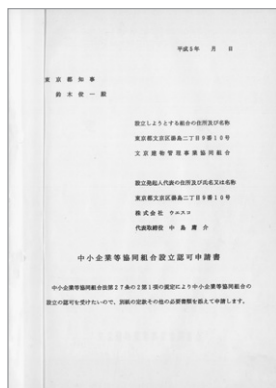 平成5年　月　日
東京都知事
鈴木俊一殿
設立しようとする組合の住所及び名称
東京都文京区湯島二丁目9番10号
文京建物管理事業協同組合
設立発起人代表の住所及び氏名又は名称
東京都文京区湯島二丁目9番10号
株式会社 ウエスコ
代表取締役 中島庸介
中小企業等協同組合設立認可申請書
中小企業等協同組合法第27条の2第1項の規定により中小企業等協同組合の
設立の認可を受けたいので、別紙の定款その他の必要書類を添えて申請します。